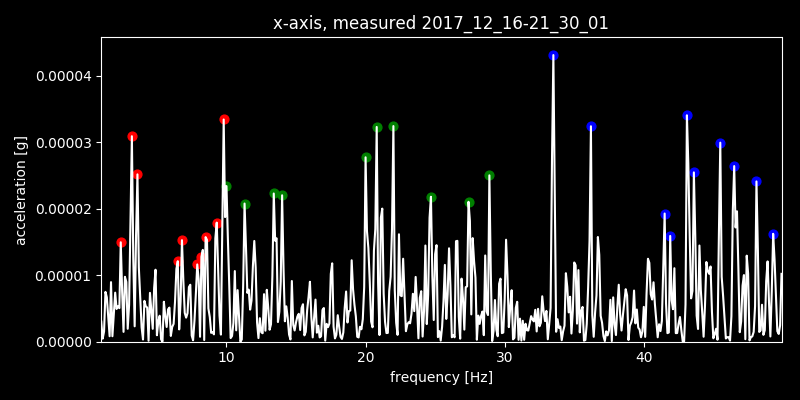 x-axis, measured 2017_12_16-21_30_01
acceleration [g]
0.00004
0.00003
0.00002
0.00001
0.00000
10 20 30 40
frequency [Hz]